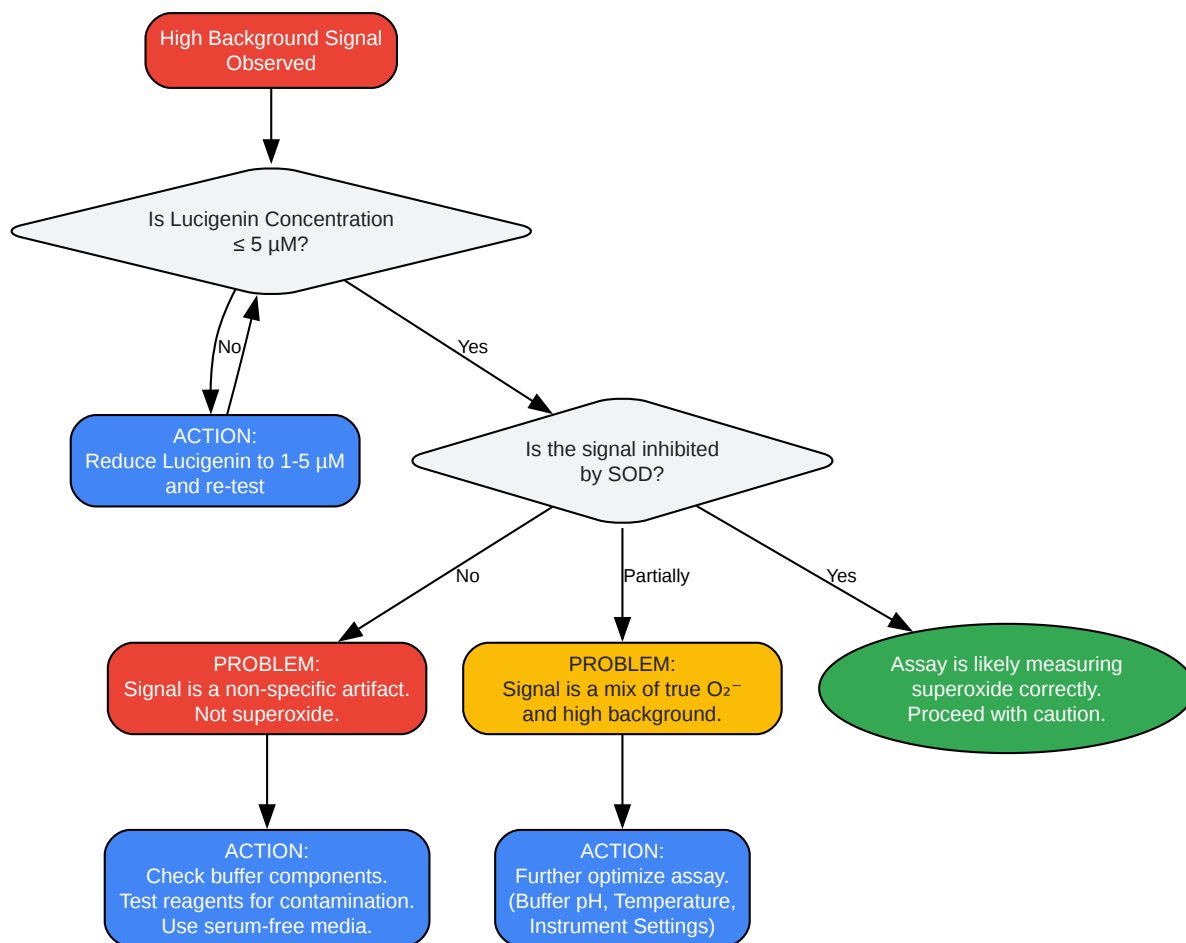 High Background Signal
Observed
Is Lucigenin Concentration
≤ 5 µM?
No
Yes
ACTION:
Reduce Lucigenin to 1-5 µM
and re-test
Is the signal inhibited
by SOD?
No
Partially
Yes
PROBLEM:
Signal is a non-specific artifact.
Not superoxide.
PROBLEM:
Signal is a mix of true O₂⁻
and high background.
Assay is likely measuring
superoxide correctly.
Proceed with caution.
ACTION:
Check buffer components.
Test reagents for contamination.
Use serum-free media.
ACTION:
Further optimize assay.
(Buffer pH, Temperature,
Instrument Settings)